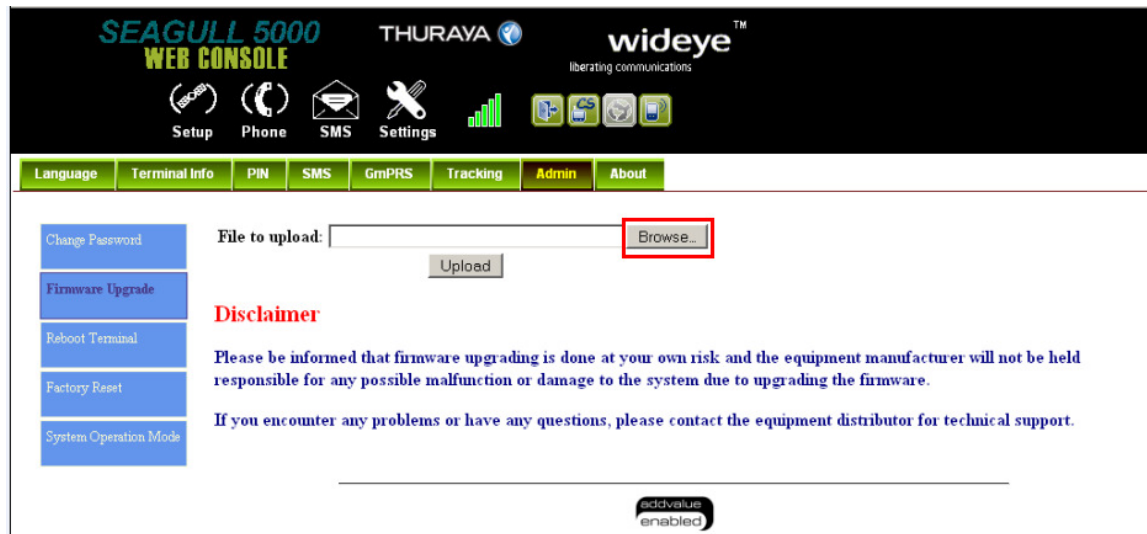 SEAGULL 5000
WEB CONSOLE
THURAYA
wideye™
liberating communications
Setup Phone SMS Settings
CS
Language Terminal Info PIN SMS GmPRS Tracking Admin About
Change Password
Firmware Upgrade
Reboot Terminal
Factory Reset
System Operation Mode
File to upload: Browse...
Upload
Disclaimer
Please be informed that firmware upgrading is done at your own risk and the equipment manufacturer will not be held
responsible for any possible malfunction or damage to the system due to upgrading the firmware.
If you encounter any problems or have any questions, please contact the equipment distributor for technical support.
addvalue
enabled